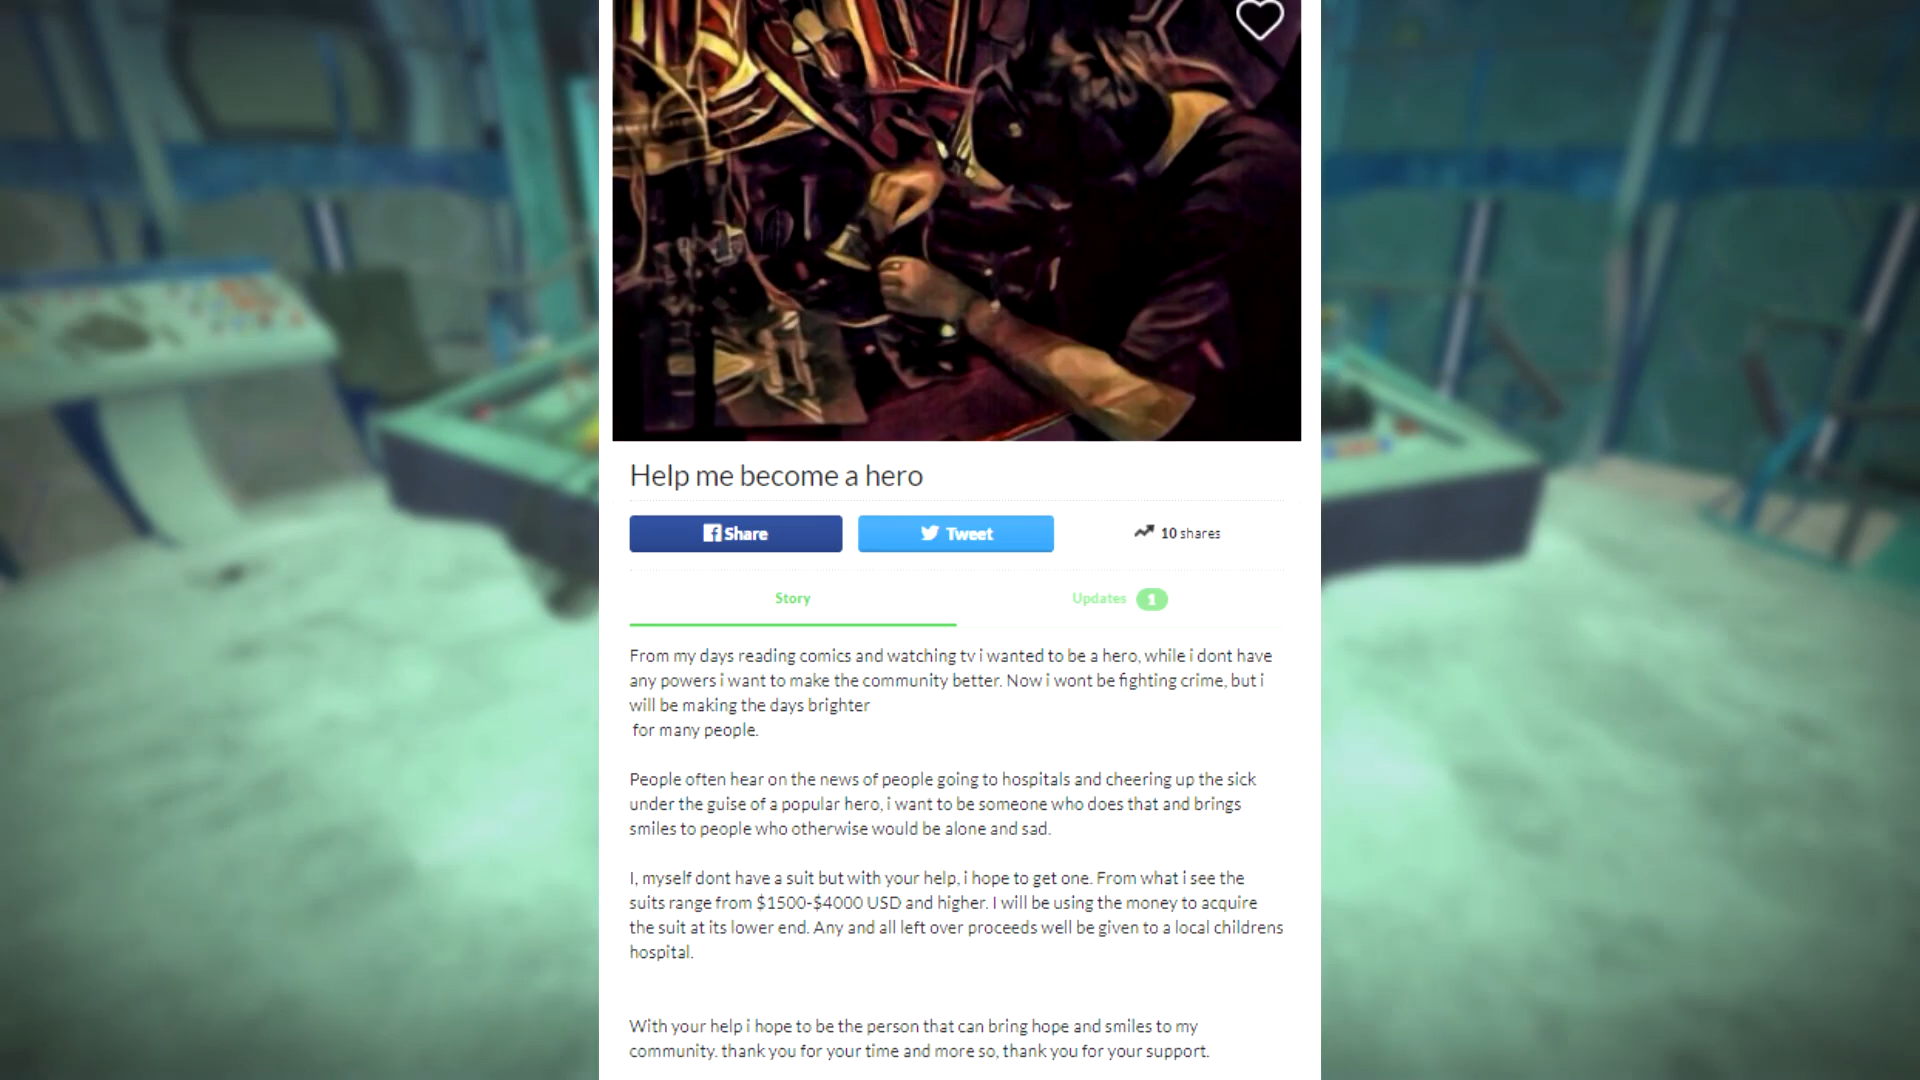 Help me become a hero
Share
Tweet
10 shares
Story
Updates 1
From my days reading comics and watching tv i wanted to be a hero, while i dont have
any powers i want to make the community better. Now i wont be fighting crime, but i
will be making the days brighter
for many people.
People often hear on the news of people going to hospitals and cheering up the sick
under the guise of a popular hero, i want to be someone who does that and brings
smiles to people who otherwise would be alone and sad.
I, myself dont have a suit but with your help, i hope to get one. From what i see the
suits range from $1500-$4000 USD and higher. I will be using the money to acquire
the suit at its lower end. Any and all left over proceeds well be given to a local childrens
hospital.
With your help i hope to be the person that can bring hope and smiles to my
community. thank you for your time and more so, thank you for your support.